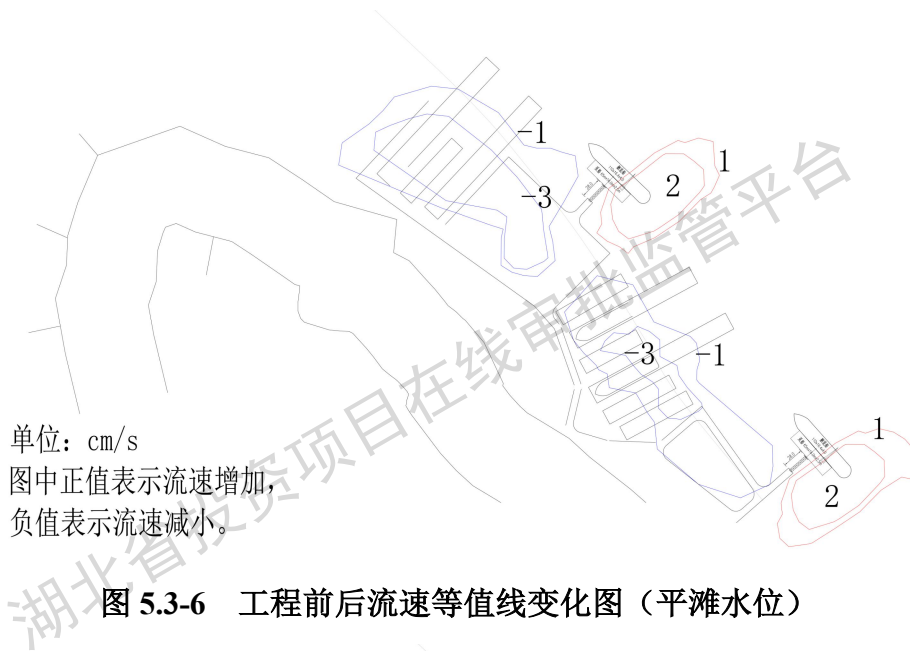 -1
1
-3
2
-3
-1
1
2
单位：cm/s
图中正值表示流速增加，
负值表示流速减小。
湖北省投资项目在线审批监管平台
图 5.3-6 工程前后流速等值线变化图（平滩水位）